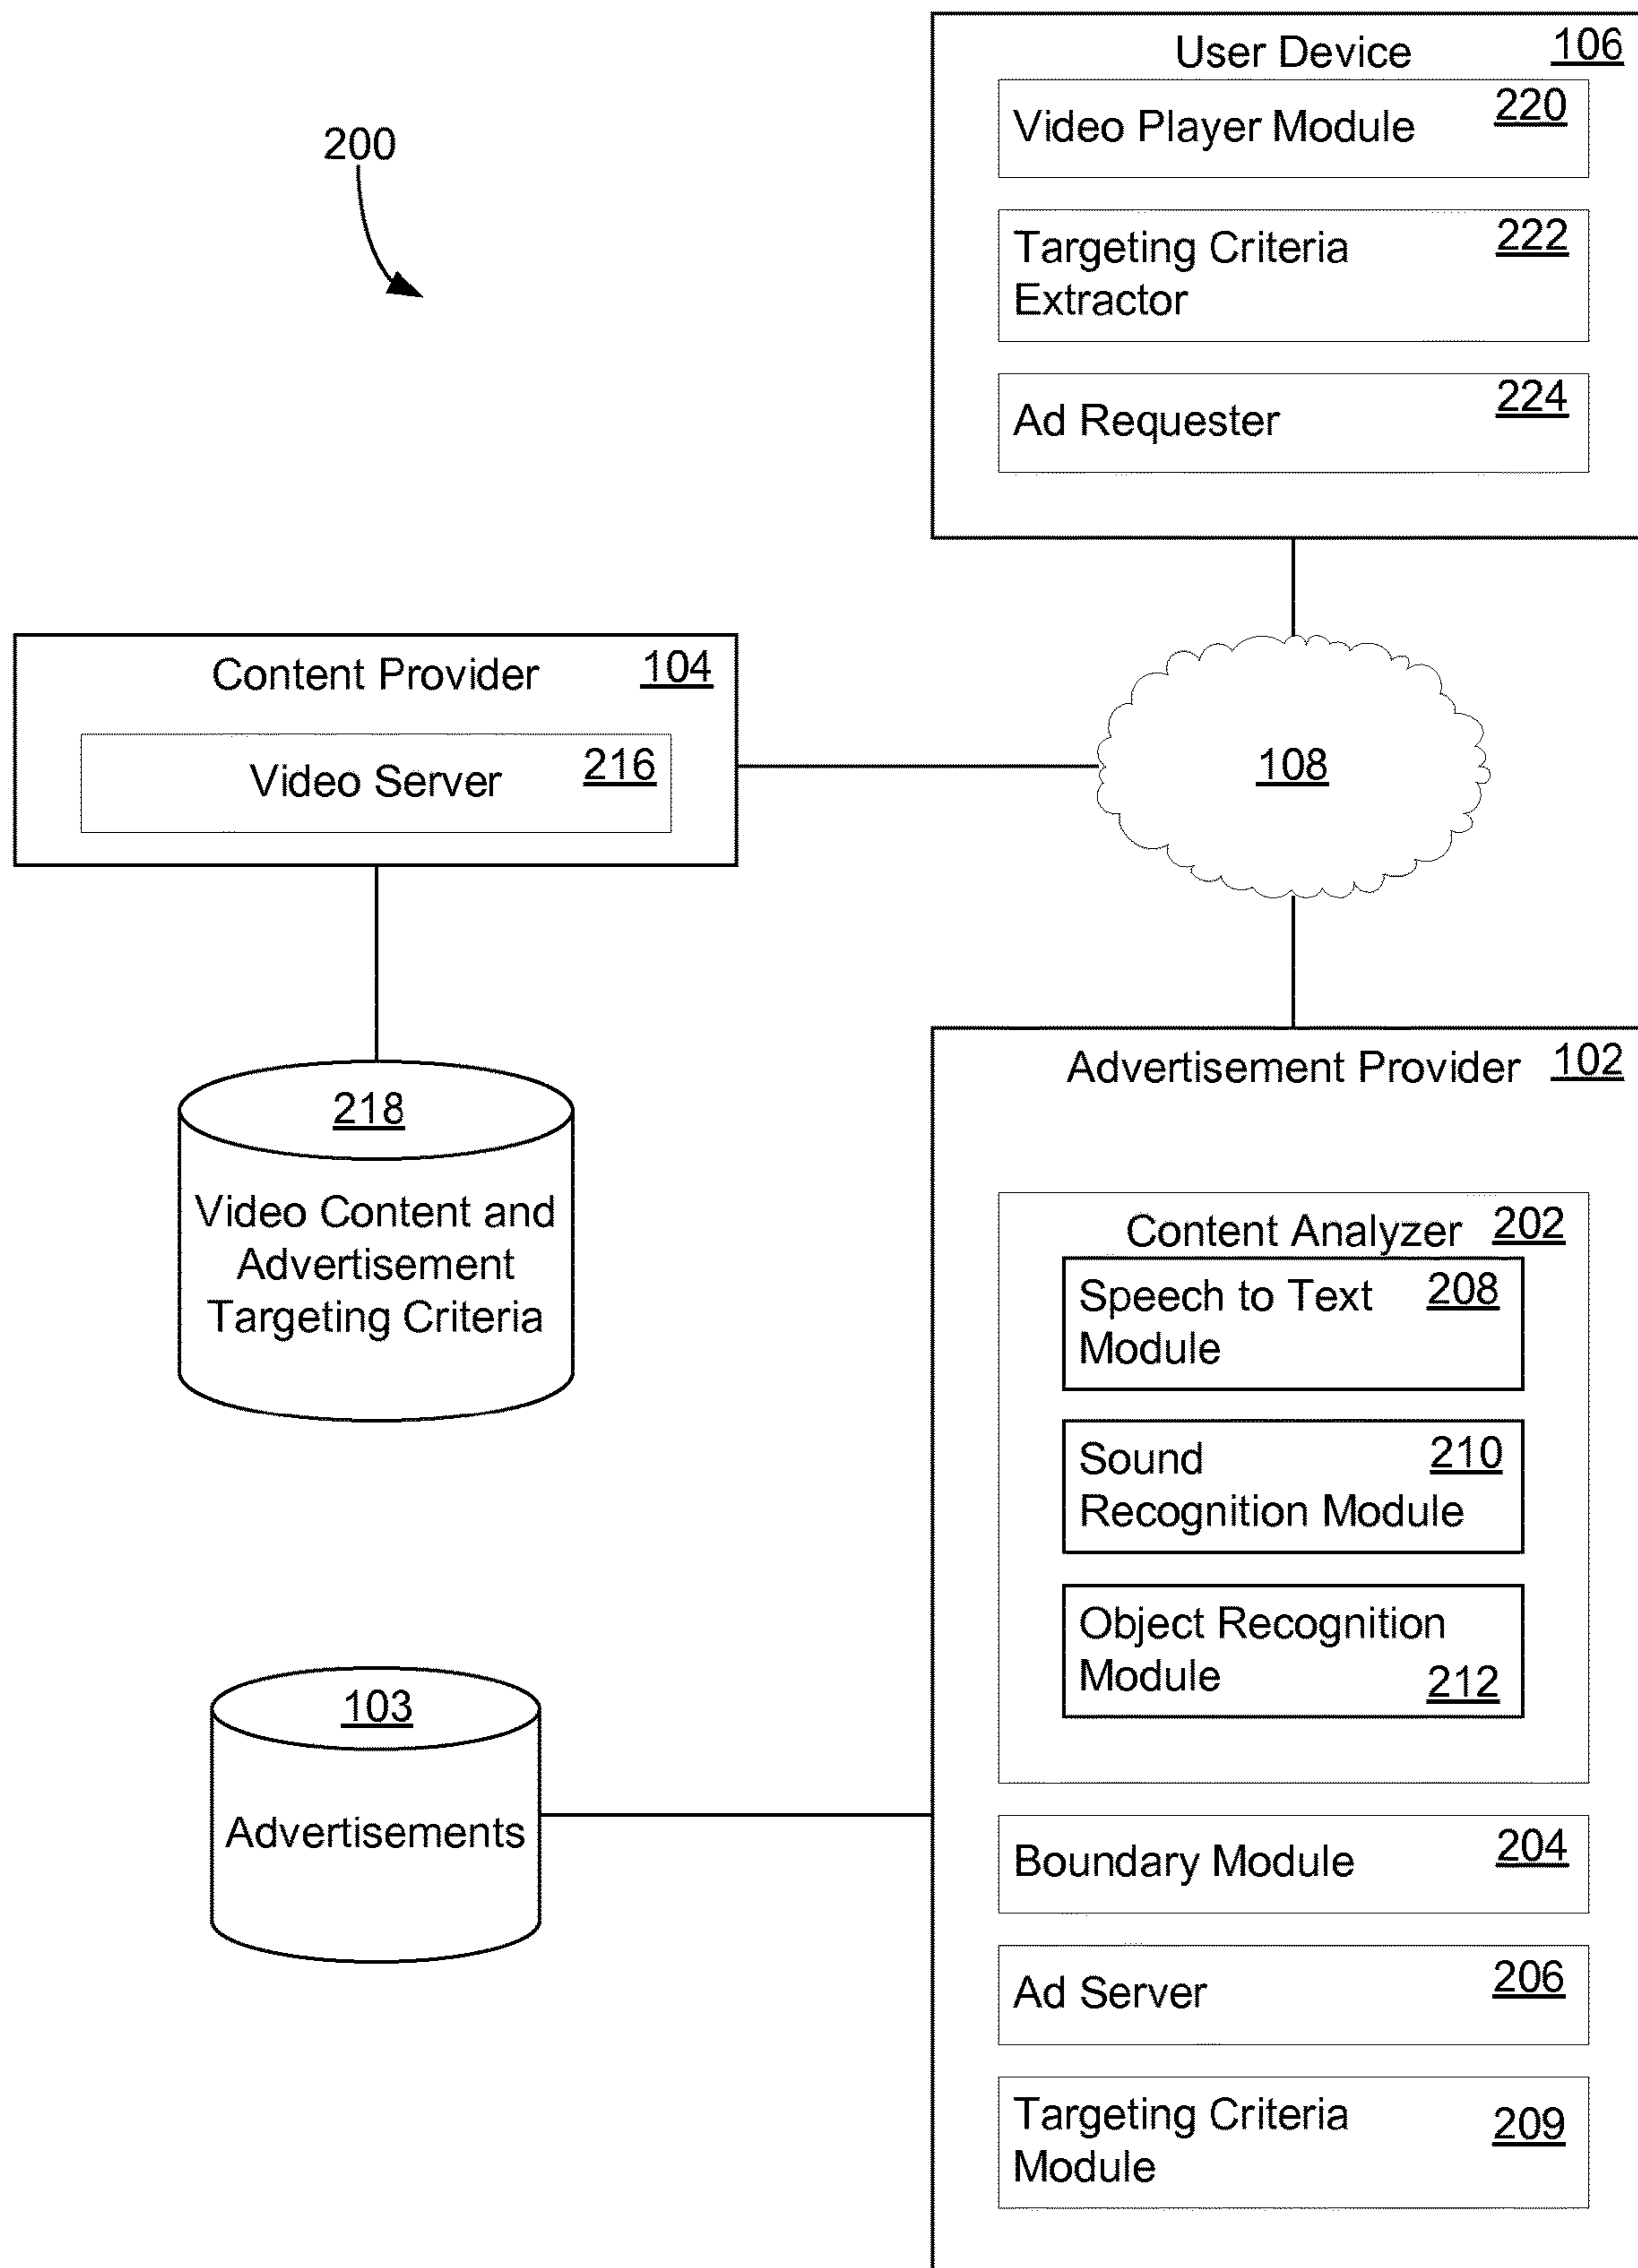 200
User Device 106
Video Player Module 220
Targeting Criteria 222
Extractor
Ad Requester 224
Content Provider 104
Video Server 216
108
218
Video Content and
Advertisement
Targeting Criteria
Advertisement Provider 102
Content Analyzer 202
Speech to Text 208
Module
Sound 210
Recognition Module
Object Recognition
Module 212
103
Advertisements
Boundary Module 204
Ad Server 206
Targeting Criteria 209
Module